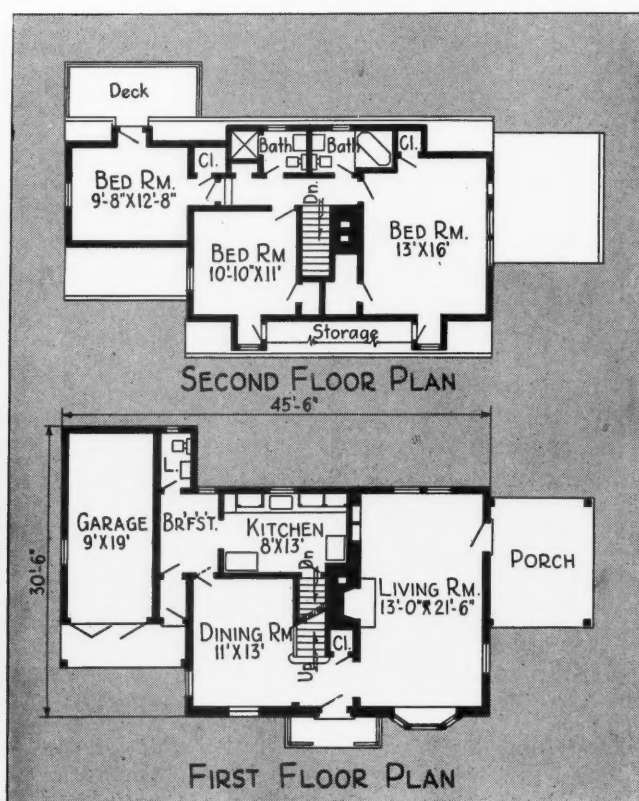 Deck
Cl.
Bath
Bath
Cl.
BED RM.
9'-8"X12'-8"
Dn.
BED RM
10'-10"X11'
BED RM.
13'X16'
Storage
SECOND FLOOR PLAN
45'-6"
30'-6"
L.
GARAGE
9'X19'
BR'F'S'T.
KITCHEN
8'X13'
Dn
LIVING RM.
13'-0"X21'-6"
PORCH
DINING RM
11'X13'
Up
Cl.
FIRST FLOOR PLAN